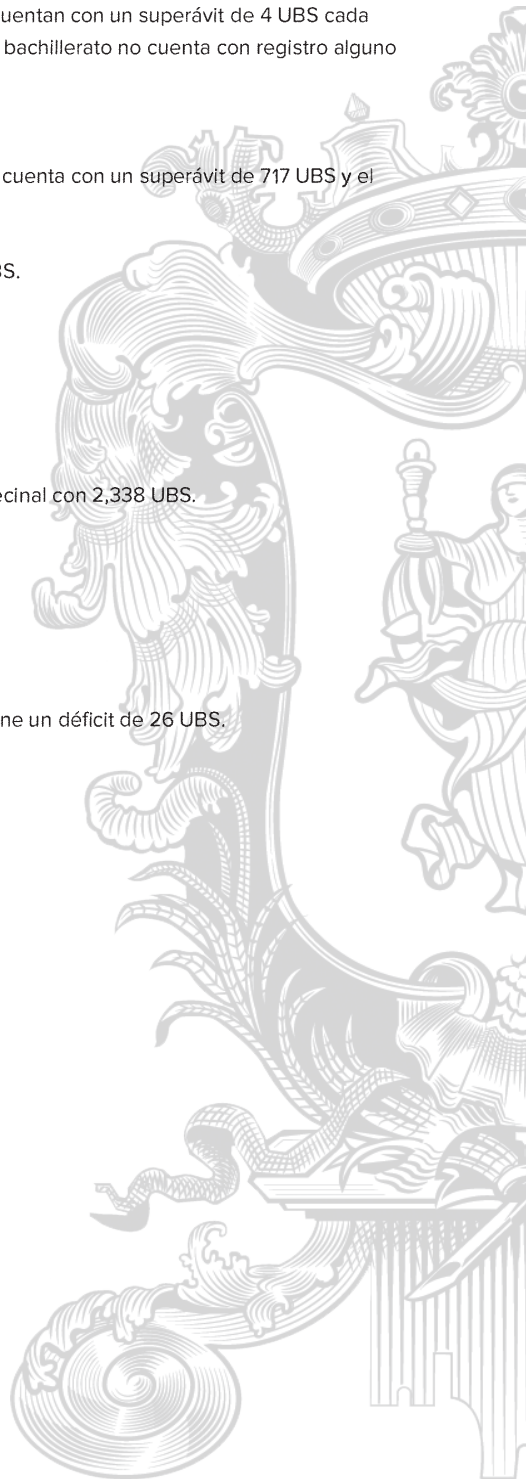 uentan con un superávit de 4 UBS cada
bachillerato no cuenta con registro alguno
cuenta con un superávit de 717 UBS y el
S.
ecinal con 2,338 UBS.
ne un déficit de 26 UBS.